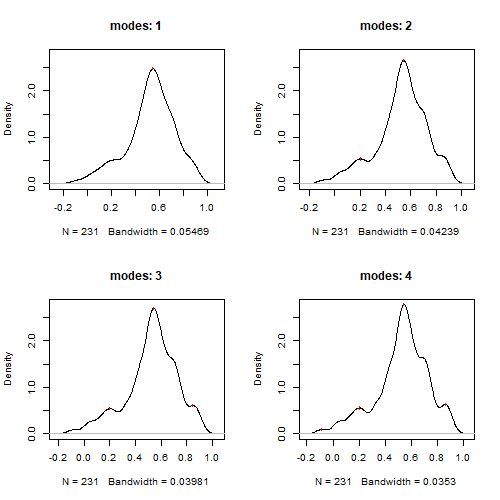 modes: 1
Density
0.0 1.0 2.0
-0.2 0.2 0.6 1.0
N = 231 Bandwidth = 0.05469
modes: 2
Density
0.0 1.0 2.0
-0.2 0.0 0.2 0.4 0.6 0.8 1.0
N = 231 Bandwidth = 0.04239
modes: 3
Density
0.0 1.0 2.0
-0.2 0.0 0.2 0.4 0.6 0.8 1.0
N = 231 Bandwidth = 0.03981
modes: 4
Density
0.0 1.0 2.0
-0.2 0.0 0.2 0.4 0.6 0.8 1.0
N = 231 Bandwidth = 0.0353